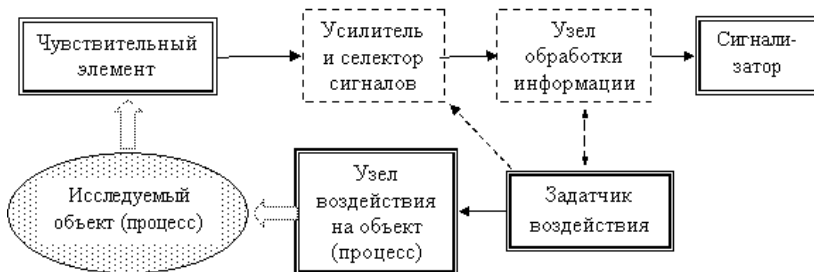 Чувствительный
элемент
Усилитель
и селектор
сигналов
Узел
обработки
информации
Сигнали-
затор
Исследуемый
объект (процесс)
Узел
воздействия
на объект
(процесс)
Задатчик
воздействия